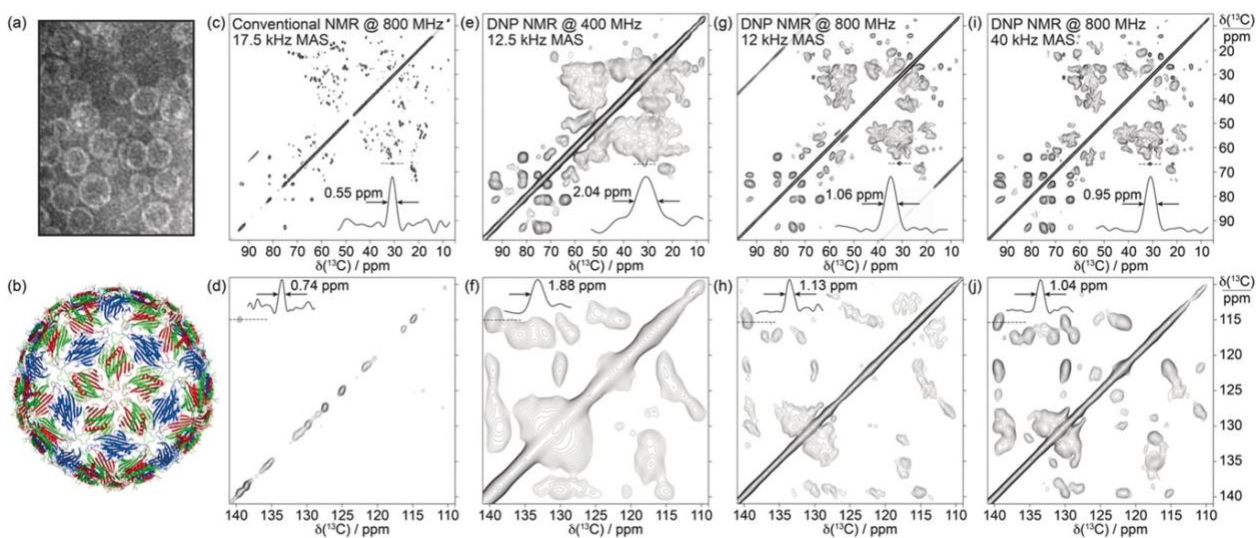 (a)
(c) Conventional NMR @ 800 MHz
17.5 kHz MAS
0.55 ppm
90 80 70 60 50 40 30 20 10
δ(¹³C) / ppm
(e) DNP NMR @ 400 MHz
12.5 kHz MAS
2.04 ppm
90 80 70 60 50 40 30 20 10
δ(¹³C) / ppm
(g) DNP NMR @ 800 MHz
12 kHz MAS
1.06 ppm
90 80 70 60 50 40 30 20 10
δ(¹³C) / ppm
(i) DNP NMR @ 800 MHz
40 kHz MAS
0.95 ppm
90 80 70 60 50 40 30 20 10
δ(¹³C) / ppm
δ(¹³C)
ppm
20
30
40
50
60
70
80
90
(b)
(d)
0.74 ppm
140 135 130 125 120 115 110
δ(¹³C) / ppm
(f)
1.88 ppm
140 135 130 125 120 115 110
δ(¹³C) / ppm
(h)
1.13 ppm
140 135 130 125 120 115 110
δ(¹³C) / ppm
(j)
1.04 ppm
140 135 130 125 120 115 110
δ(¹³C) / ppm
δ(¹³C)
ppm
115
120
125
130
135
140